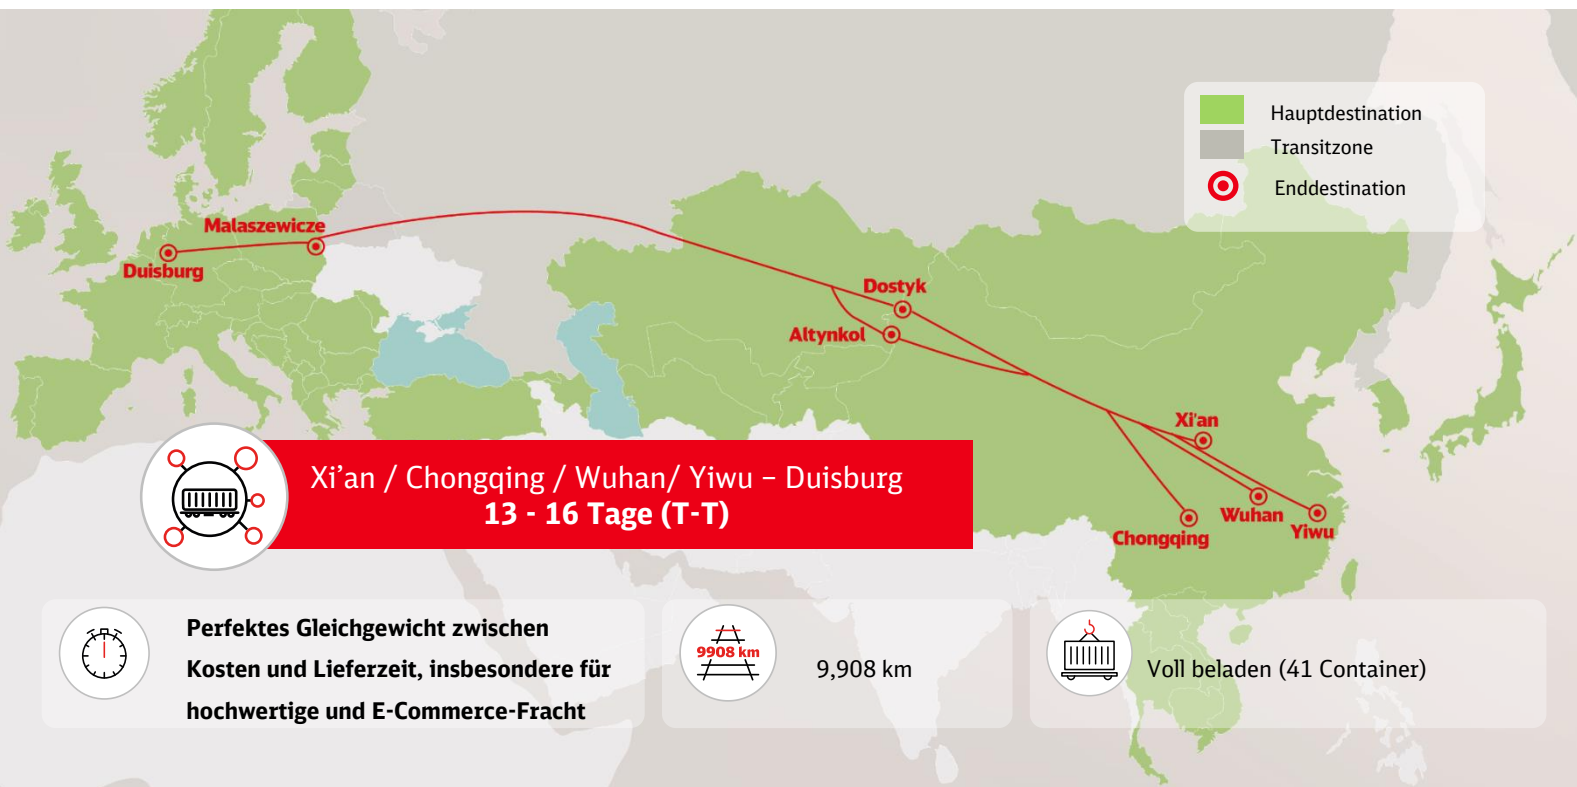 Hauptdestination
Transitzone
Enddestination
Malaszewicze
Duisburg
Dostyk
Altynkol
Xi'an
Wuhan
Yiwu
Chongqing
Xi’an / Chongqing / Wuhan/ Yiwu – Duisburg
13 - 16 Tage (T-T)
Perfektes Gleichgewicht zwischen
Kosten und Lieferzeit, insbesondere für
hochwertige und E-Commerce-Fracht
9908 km
9,908 km
Voll beladen (41 Container)